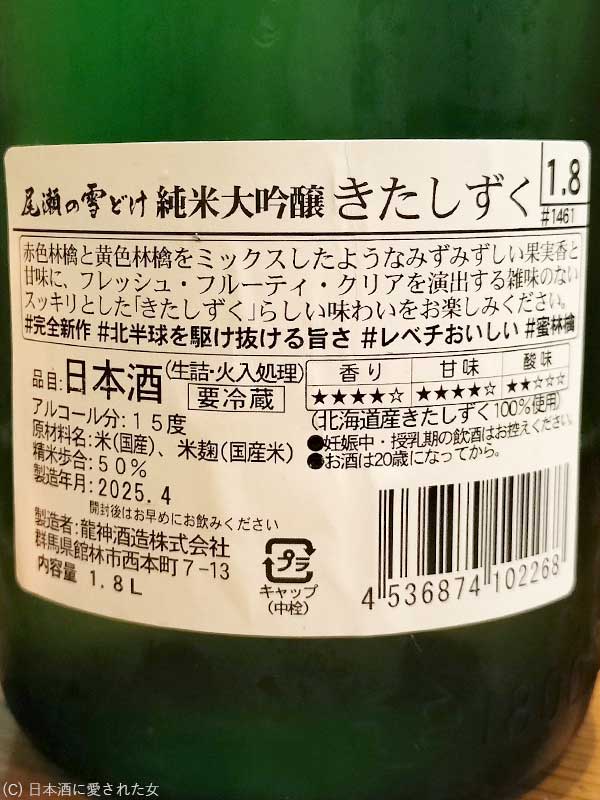 尾瀬の雪どけ 純米大吟醸 きたしずく 1.8
#1461
赤色林檎と黄色林檎をミックスしたようなみずみずしい果実香と
甘味に、フレッシュ・フルーティ・クリアを演出する雑味のない
スッキリとした「きたしずく」らしい味わいをお楽しみください。
#完全新作 #北半球を駆け抜ける旨さ #レベチおいしい #蜜林檎
品目:日本酒(生詰・火入処理)
要冷蔵
香り 甘味 酸味
★★★★☆ ★★★★☆ ★★☆☆☆
アルコール分:15度
(北海道産きたしずく100%使用)
原材料名:米(国産)、米麹(国産米)
●妊娠中・授乳期の飲酒はお控えください。
精米歩合:50%
●お酒は20歳になってから。
製造年月:2025.4
開封後はお早めにお飲みください
製造者:龍神酒造株式会社
群馬県館林市西本町7-13
内容量 1.8L
プラ
キャップ
(中栓)
4 536874 102268
1800
(C) 日本酒に愛された女